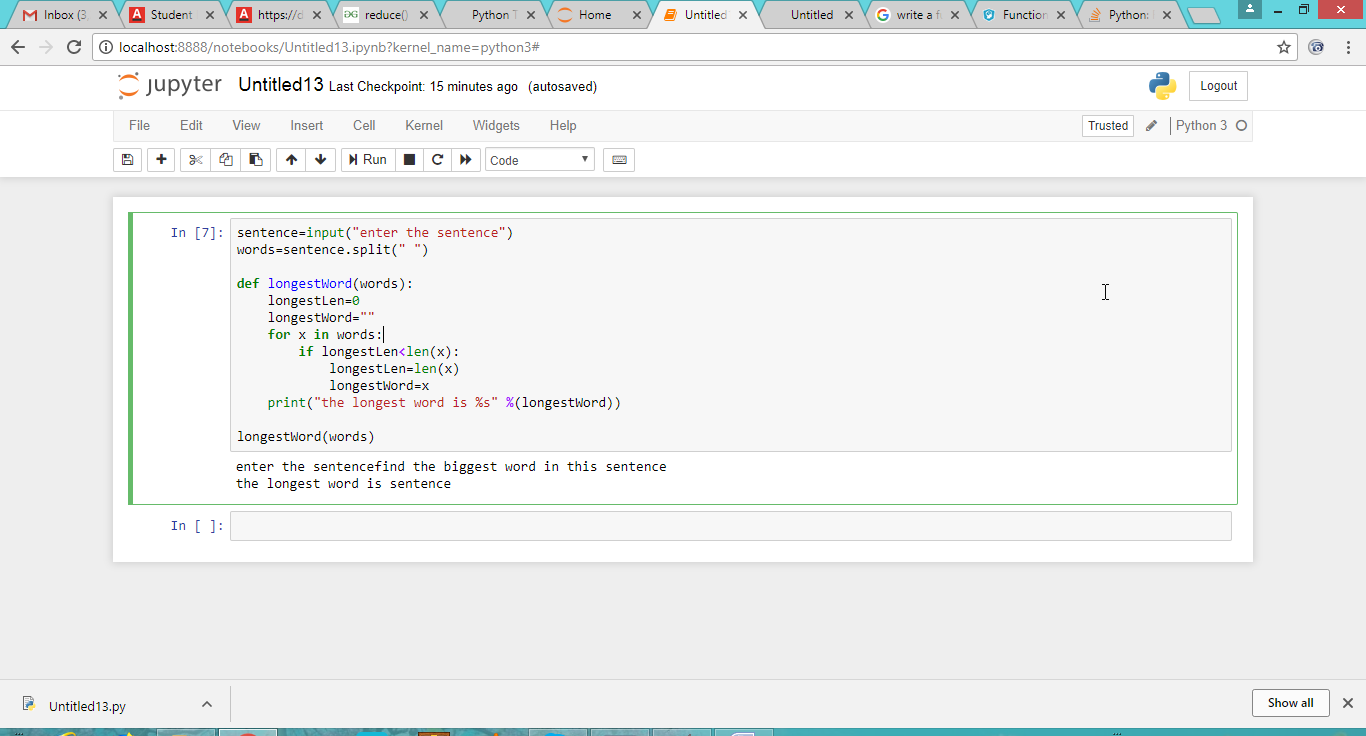 Inbox (3,
Student
https://d
reduce()
Python T
Home
Untitled
Untitled
write a f
Function
Python:
localhost:8888/notebooks/Untitled13.ipynb?kernel_name=python3#
jupyter Untitled13 Last Checkpoint: 15 minutes ago (autosaved)
Logout
File Edit View Insert Cell Kernel Widgets Help
Trusted Python 3
Run Code
In [7]:
sentence=input("enter the sentence")
words=sentence.split(" ")
def longestWord(words):
    longestLen=0
    longestWord=""
    for x in words:
        if longestLen<len(x):
            longestLen=len(x)
            longestWord=x
    print("the longest word is %s" %(longestWord))
longestWord(words)
enter the sentencefind the biggest word in this sentence
the longest word is sentence
In [ ]:
Untitled13.py
Show all